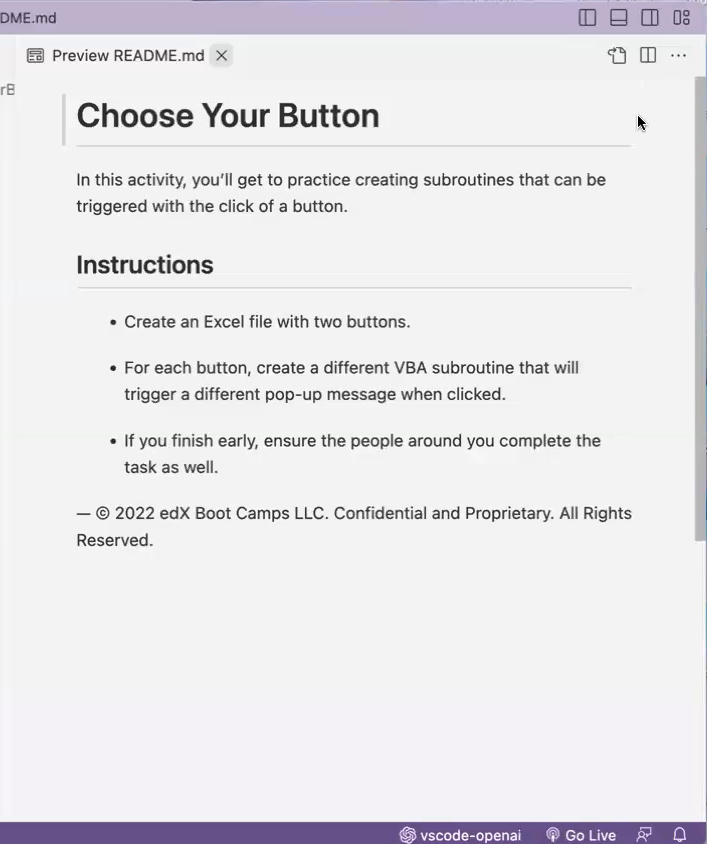 DME.md
Preview README.md
rB
Choose Your Button
In this activity, you’ll get to practice creating subroutines that can be
triggered with the click of a button.
Instructions
• Create an Excel file with two buttons.
• For each button, create a different VBA subroutine that will
trigger a different pop-up message when clicked.
• If you finish early, ensure the people around you complete the
task as well.
— © 2022 edX Boot Camps LLC. Confidential and Proprietary. All Rights
Reserved.
vscode-openai Go Live